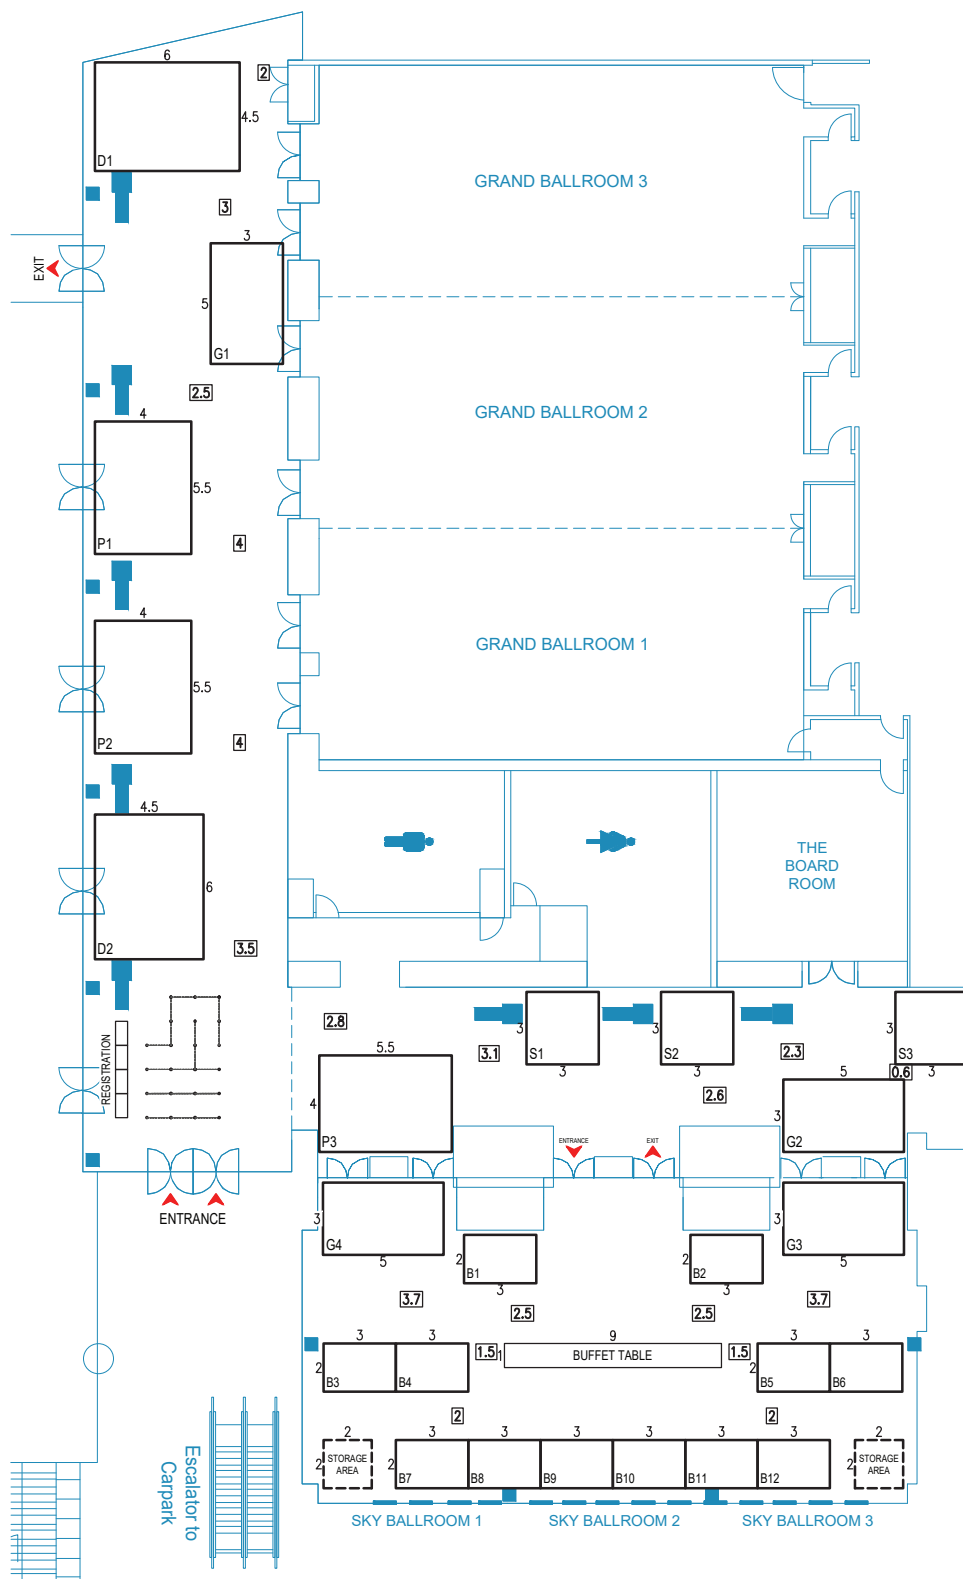 6
2
4.5
D1
GRAND BALLROOM 3
3
3
EXIT
5
G1
2.5
4
GRAND BALLROOM 2
5.5
P1
4
4
GRAND BALLROOM 1
5.5
P2
4
4.5
THE
BOARD
ROOM
6
D2
3.5
REGISTRATION
2.8
3.1
3
S1
3
3
S2
3
2.3
3
S3
3
0.6
5.5
4
P3
2.6
5
3
G2
ENTRANCE
EXIT
ENTRANCE
3
G4
5
2
B1
3
2
B2
3
3
G3
5
3.7
2.5
2.5
3.7
3
3
2
B3
B4
1.5
1
9
BUFFET TABLE
1.5
3
3
2
B5
B6
2
2
2
2
STORAGE
AREA
3
3
3
3
3
3
2
B7
B8
B9
B10
B11
B12
2
2
STORAGE
AREA
Escalator to
Carpark
SKY BALLROOM 1
SKY BALLROOM 2
SKY BALLROOM 3